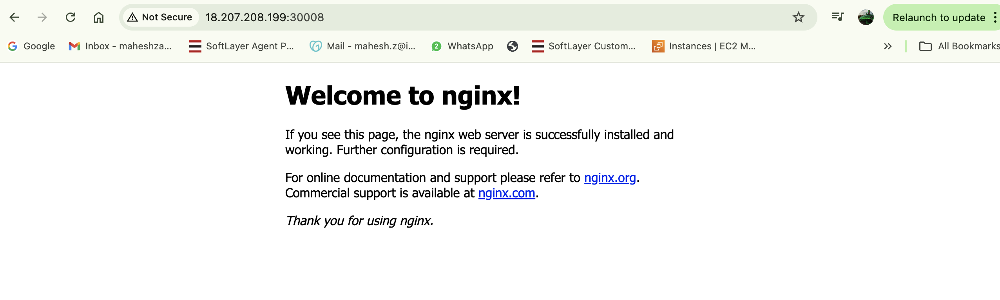 Not Secure 18.207.208.199:30008 Relaunch to update
Google Inbox - maheshza... SoftLayer Agent P... Mail - mahesh.z@i... 2 WhatsApp SoftLayer Custom... Instances | EC2 M... All Bookmarks
Welcome to nginx!
If you see this page, the nginx web server is successfully installed and
working. Further configuration is required.
For online documentation and support please refer to nginx.org.
Commercial support is available at nginx.com.
Thank you for using nginx.